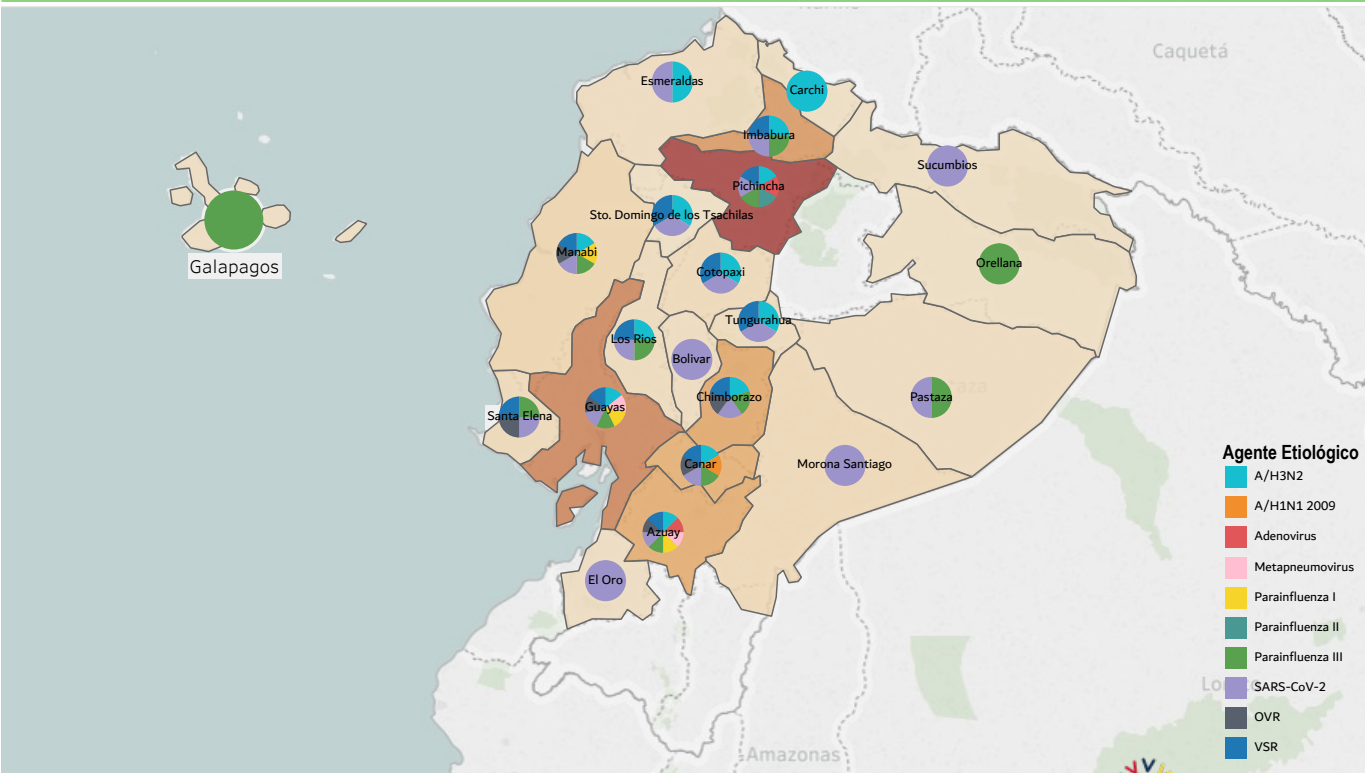 Caquetá
Esmeraldas
Carchi
Imbabura
Sucumbios
Pichincha
Sto. Domingo de los Tsachilas
Manabi
Galapagos
Orellana
Cotopaxi
Tungurahua
Los Rios
Bolivar
Chimborazo
Pastaza
Santa Elena
Guayas
Canar
Morona Santiago
Azuay
El Oro
Agente Etiológico
A/H3N2
A/H1N1 2009
Adenovirus
Metapneumovirus
Parainfluenza I
Parainfluenza II
Parainfluenza III
SARS-CoV-2
OVR
VSR
Amazonas